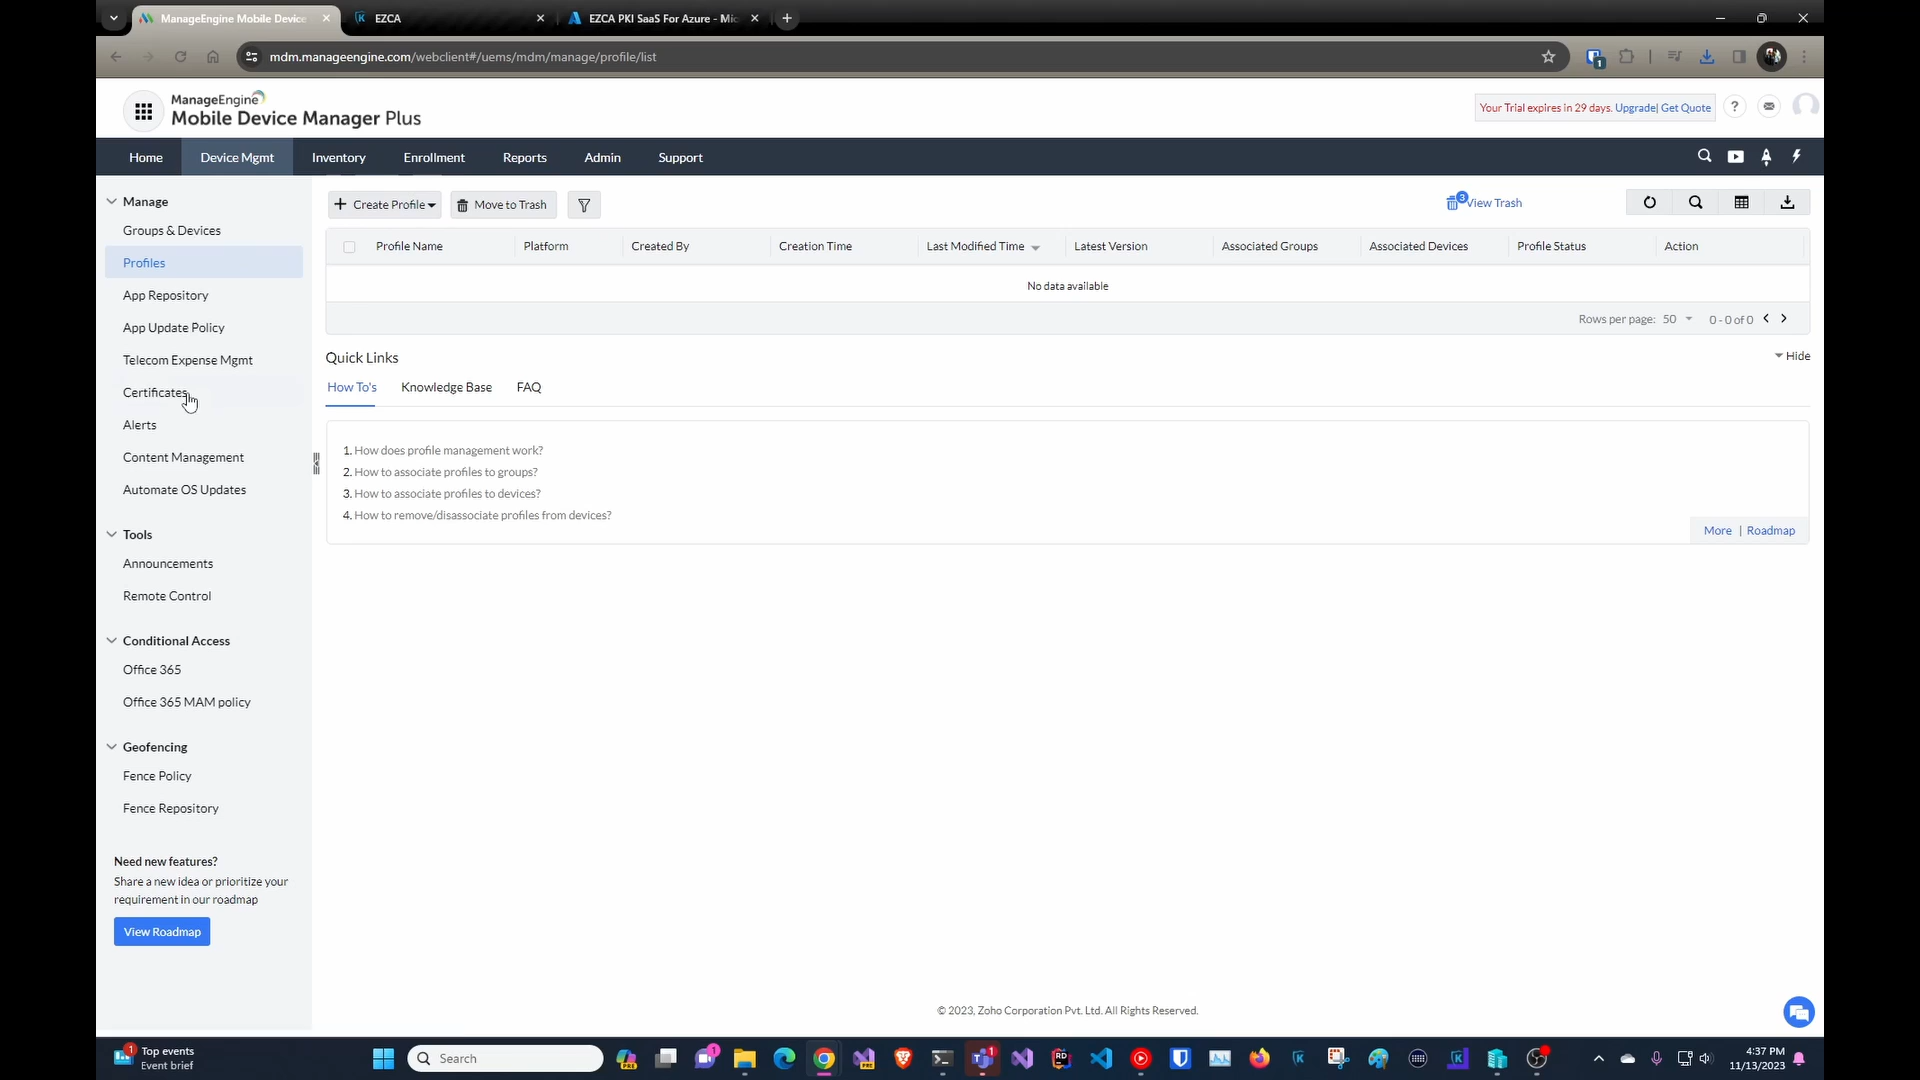 ManageEngine Mobile Device
EZCA
EZCA PKI SaaS For Azure - Mic
mdm.manageengine.com/webclient#/uems/mdm/manage/profile/list
1
ManageEngine
Mobile Device Manager Plus
Your Trial expires in 29 days. Upgrade| Get Quote
?
Home
Device Mgmt
Inventory
Enrollment
Reports
Admin
Support
Manage
Groups & Devices
Profiles
App Repository
App Update Policy
Telecom Expense Mgmt
Certificates
Alerts
Content Management
Automate OS Updates
Tools
Announcements
Remote Control
Conditional Access
Office 365
Office 365 MAM policy
Geofencing
Fence Policy
Fence Repository
Need new features?
Share a new idea or prioritize your
requirement in our roadmap
View Roadmap
+ Create Profile
Move to Trash
3
View Trash
Profile Name
Platform
Created By
Creation Time
Last Modified Time
Latest Version
Associated Groups
Associated Devices
Profile Status
Action
No data available
Rows per page: 50
0 - 0 of 0
Quick Links
Hide
How To's
Knowledge Base
FAQ
1. How does profile management work?
2. How to associate profiles to groups?
3. How to associate profiles to devices?
4. How to remove/disassociate profiles from devices?
More | Roadmap
© 2023, Zoho Corporation Pvt. Ltd. All Rights Reserved.
1
Top events
Event brief
Search
PRE
1
PRE
1
RD
4:37 PM
11/13/2023